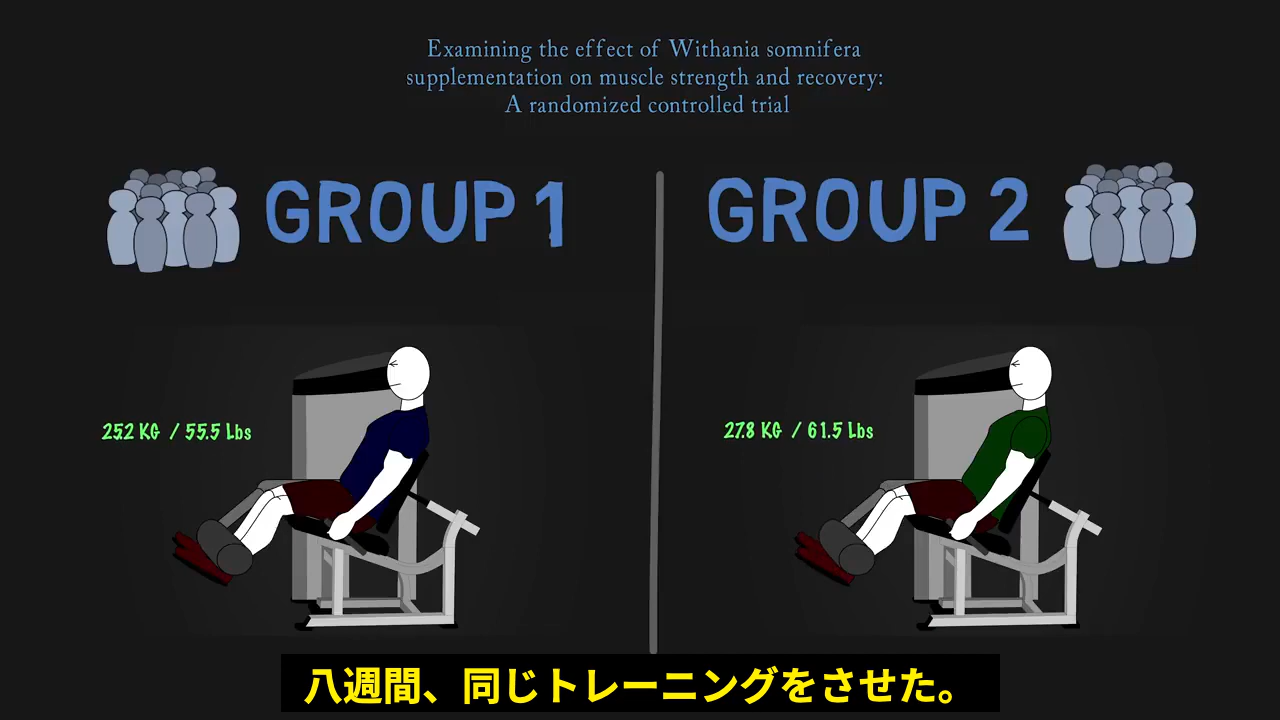 Examining the effect of Withania somnifera
supplementation on muscle strength and recovery:
A randomized controlled trial
GROUP 1
GROUP 2
25.2 KG / 55.5 Lbs
27.8 KG / 61.5 Lbs
八週間、同じトレーニングをさせた。